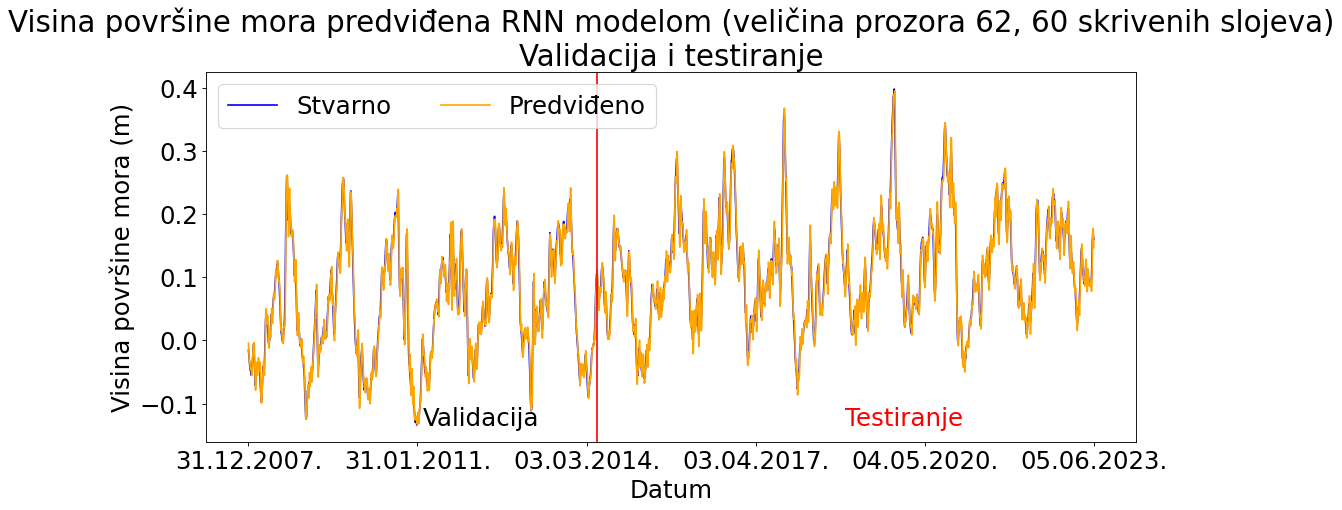 Visina površine mora predviđena RNN modelom (veličina prozora 62, 60 skrivenih slojeva)
Validacija i testiranje
Stvarno
Predviđeno
Visina površine mora (m)
0.4
0.3
0.2
0.1
0.0
−0.1
Validacija
Testiranje
31.12.2007.
31.01.2011.
03.03.2014.
03.04.2017.
04.05.2020.
05.06.2023.
Datum